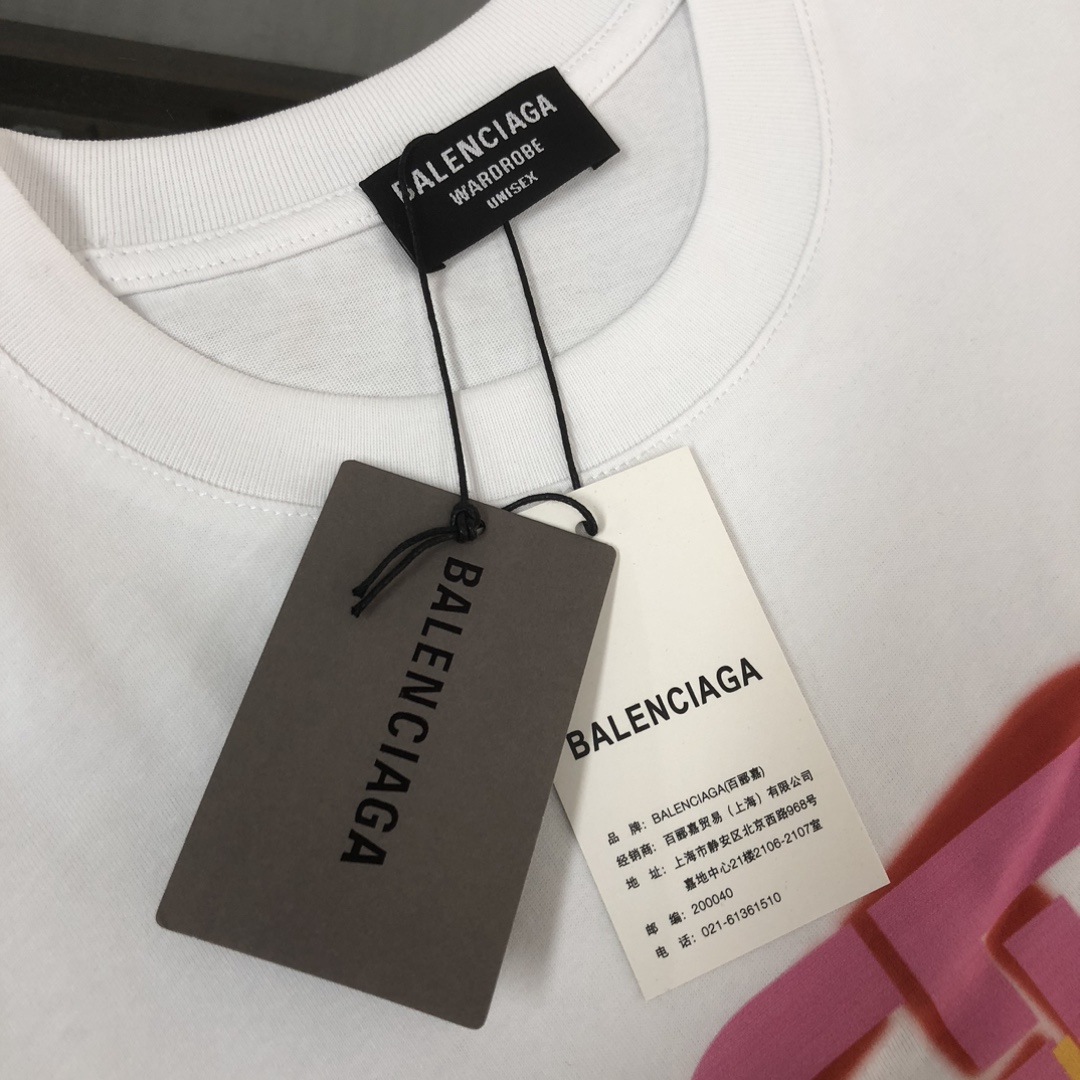 BALENCIAGA
WARDROBE
UNISEX
BALENCIAGA
BALENCIAGA
品 牌: BALENCIAGA(百郦嘉)
经销商: 百郦嘉贸易（上海）有限公司
地 址: 上海市静安区北京西路968号
嘉地中心21楼2106-2107室
邮 编: 200040
电 话: 021-61361510